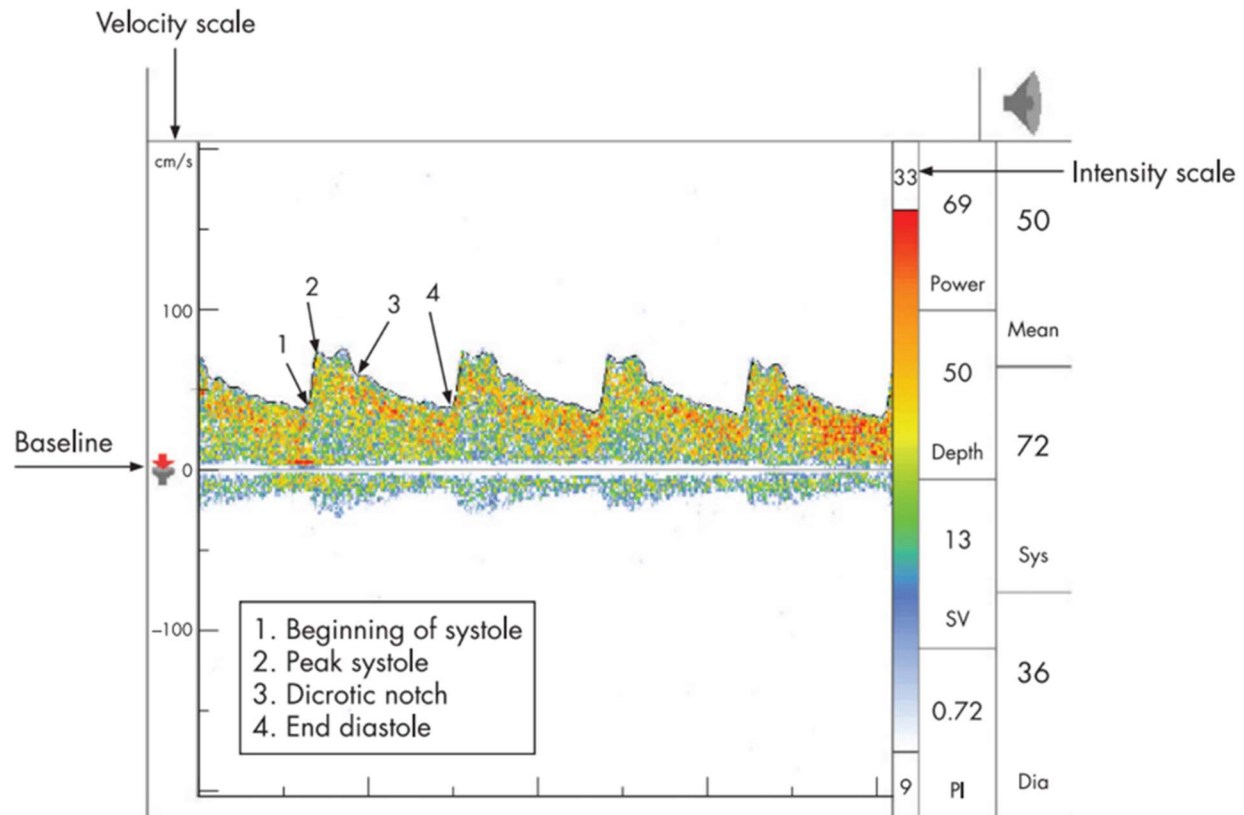 Velocity scale
cm/s
33
Intensity scale
69
50
Power
Mean
100
2
3
4
1
50
Depth
72
Baseline
0
13
Sys
SV
-100
1. Beginning of systole
2. Peak systole
3. Dicrotic notch
4. End diastole
36
0.72
9
PI
Dia